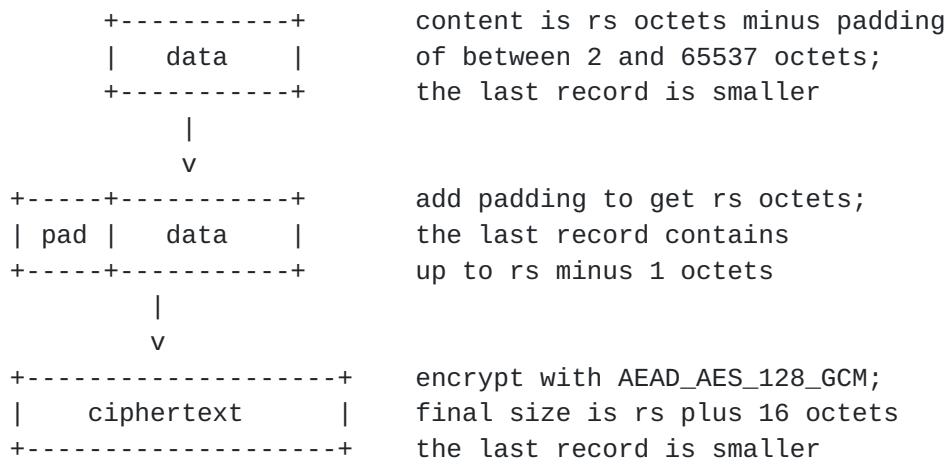 +-----------+       content is rs octets minus padding
|   data    |       of between 2 and 65537 octets;
+-----------+       the last record is smaller
|
v
+-----+-----------+       add padding to get rs octets;
| pad |   data    |       the last record contains
+-----+-----------+       up to rs minus 1 octets
|
v
+--------------------+    encrypt with AEAD_AES_128_GCM;
|    ciphertext      |    final size is rs plus 16 octets
+--------------------+    the last record is smaller